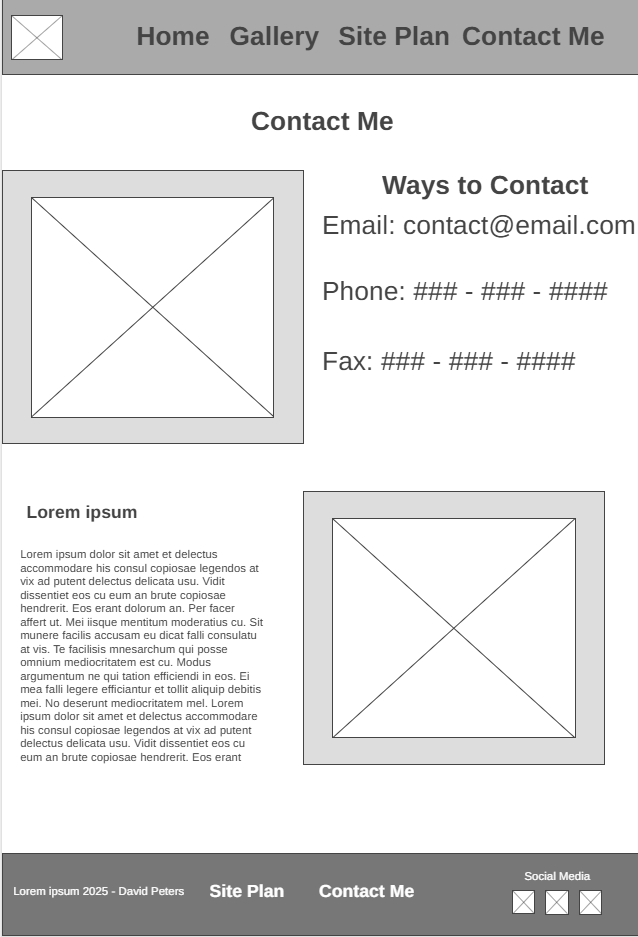 Home Gallery Site Plan Contact Me
Contact Me
Ways to Contact
Email: contact@email.com
Phone: ### - ### - ####
Fax: ### - ### - ####
Lorem ipsum
Lorem ipsum dolor sit amet et delectus
accommodare his consul copiosae legendos at
vix ad putent delectus delicata usu. Vidit
dissentiet eos cu eum an brute copiosae
hendrerit. Eos erant dolorum an. Per facer
affert ut. Mei iisque mentitum moderatius cu. Sit
munere facilis accusam eu dicat falli consulatu
at vis. Te facilisis mnesarchum qui posse
omnium mediocritatem est cu. Modus
argumentum ne qui tation efficiendi in eos. Ei
mea falli legere efficiantur et tollit aliquip debitis
mei. No deserunt mediocritatem mel. Lorem
ipsum dolor sit amet et delectus accommodare
his consul copiosae legendos at vix ad putent
delectus delicata usu. Vidit dissentiet eos cu
eum an brute copiosae hendrerit. Eos erant
Lorem ipsum 2025 - David Peters Site Plan Contact Me
Social Media